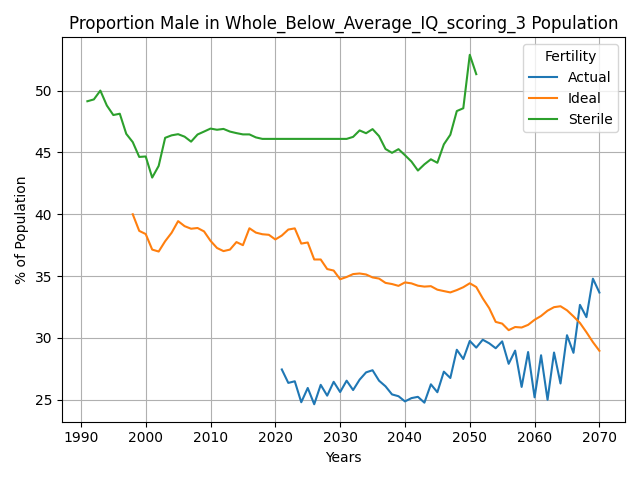 Proportion Male in Whole_Below_Average_IQ_scoring_3 Population
% of Population
50
45
40
35
30
25
Fertility
Actual
Ideal
Sterile
1990 2000 2010 2020 2030 2040 2050 2060 2070
Years